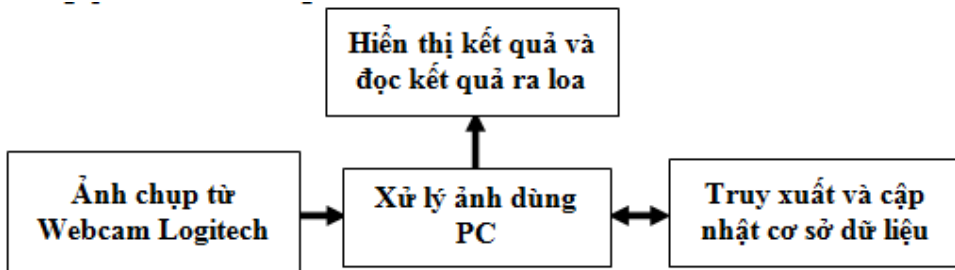 Hiển thị kết quả và
đọc kết quả ra loa
Ảnh chụp từ
Webcam Logitech
Xử lý ảnh dùng
PC
Truy xuất và cập
nhật cơ sở dữ liệu